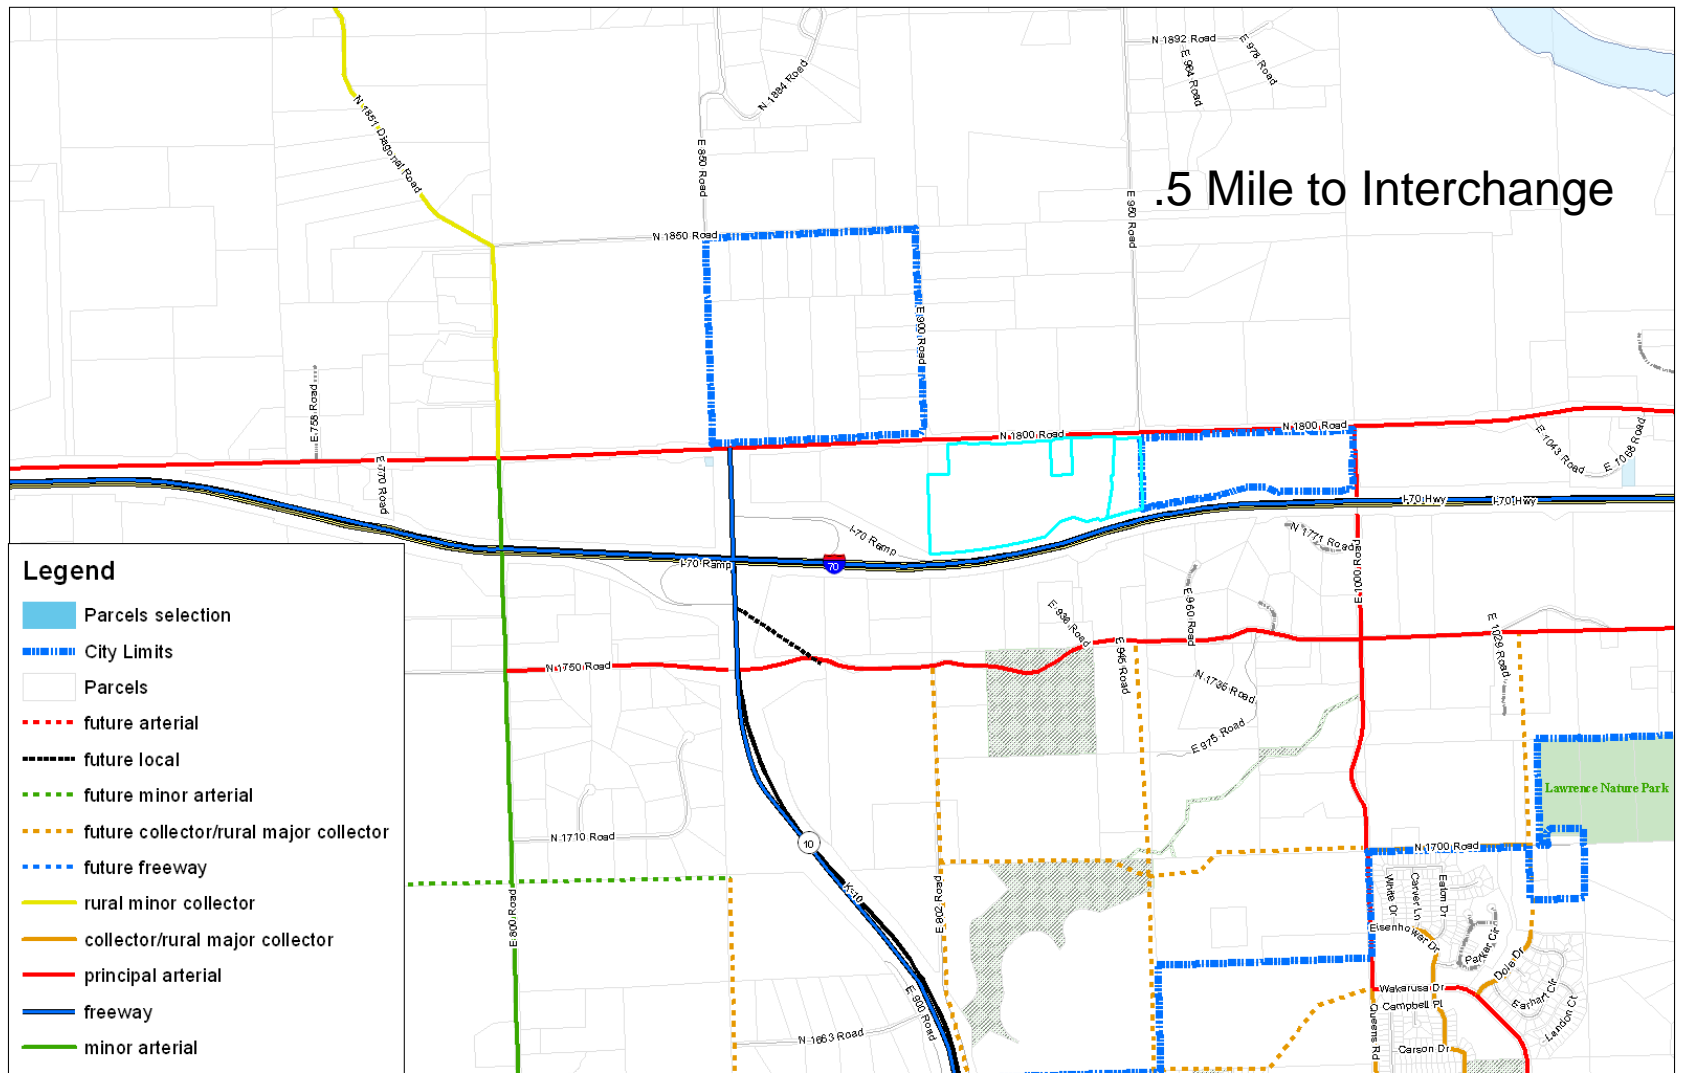 N 1892 Road
E 978 Road
E 984 Road
N 1884 Road
N 1851 Diagonal Road
E 850 Road
.5 Mile to Interchange
E 950 Road
N 1850 Road
E 900 Road
E 758 Road
N 1800 Road
N 1800 Road
E 1043 Road
E 1068 Road
E 770 Road
I-70 Hwy
I-70 Hwy
I-70 Ramp
I-70 Ramp
70
N 1771 Road
E 1000 Road
E 960 Road
E 936 Road
E 945 Road
E 1029 Road
N 1750 Road
N 1736 Road
E 975 Road
Lawrence Nature Park
N 1710 Road
10
K-10
N 1700 Road
E 800 Road
E 802 Road
White Dr
Carver Ln
Eaton Dr
Eisenhower Dr
Parker Cir
Dole Dr
Wakarusa Dr
Campbell Pl
Earhart Cir
Landon Ct
Queens Rd
Carson Dr
E 900 Road
N 1663 Road
Legend
Parcels selection
City Limits
Parcels
future arterial
future local
future minor arterial
future collector/rural major collector
future freeway
rural minor collector
collector/rural major collector
principal arterial
freeway
minor arterial